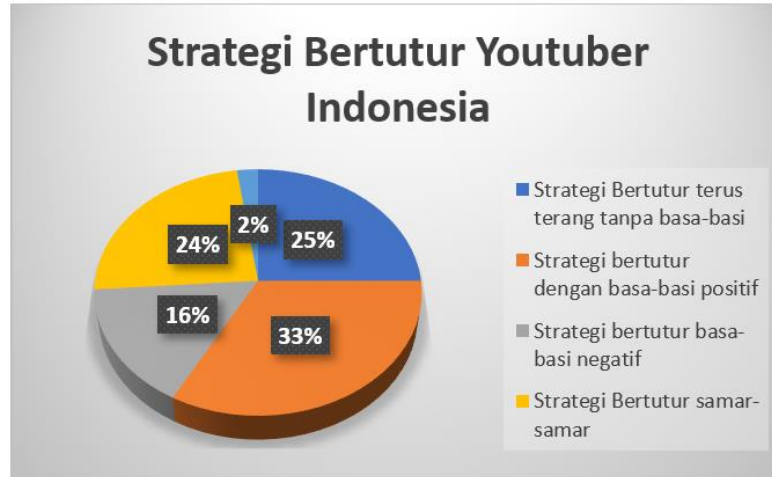 Strategi Bertutur Youtuber
Indonesia
2%
25%
24%
16%
33%
Strategi Bertutur terus
terang tanpa basa-basi
Strategi bertutur
dengan basa-basi positif
Strategi bertutur basa-
basi negatif
Strategi Bertutur samar-
samar